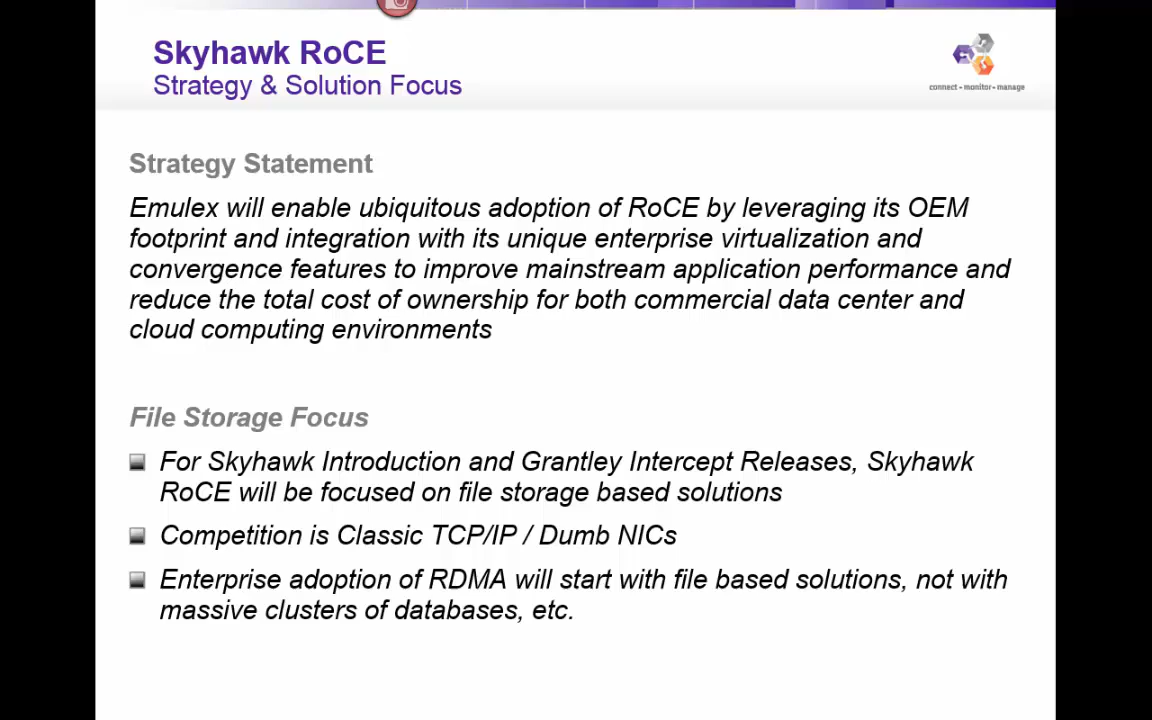 Skyhawk RoCE
Strategy & Solution Focus
connect • monitor • manage
Strategy Statement
Emulex will enable ubiquitous adoption of RoCE by leveraging its OEM
footprint and integration with its unique enterprise virtualization and
convergence features to improve mainstream application performance and
reduce the total cost of ownership for both commercial data center and
cloud computing environments
File Storage Focus
For Skyhawk Introduction and Grantley Intercept Releases, Skyhawk
RoCE will be focused on file storage based solutions
Competition is Classic TCP/IP / Dumb NICs
Enterprise adoption of RDMA will start with file based solutions, not with
massive clusters of databases, etc.